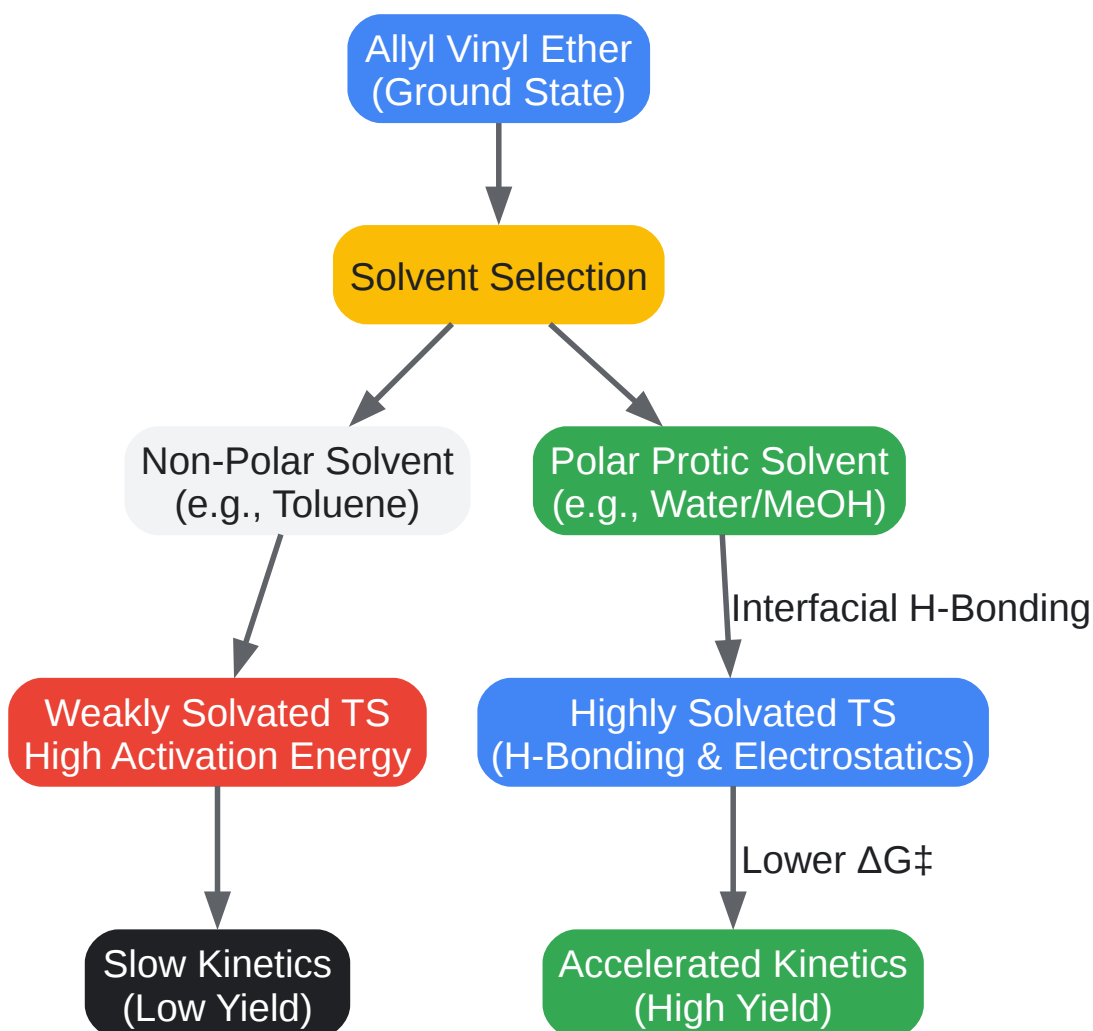 Allyl Vinyl Ether
(Ground State)
Solvent Selection
Non-Polar Solvent
(e.g., Toluene)
Polar Protic Solvent
(e.g., Water/MeOH)
Interfacial H-Bonding
Weakly Solvated TS
High Activation Energy
Highly Solvated TS
(H-Bonding & Electrostatics)
Lower ΔG‡
Slow Kinetics
(Low Yield)
Accelerated Kinetics
(High Yield)